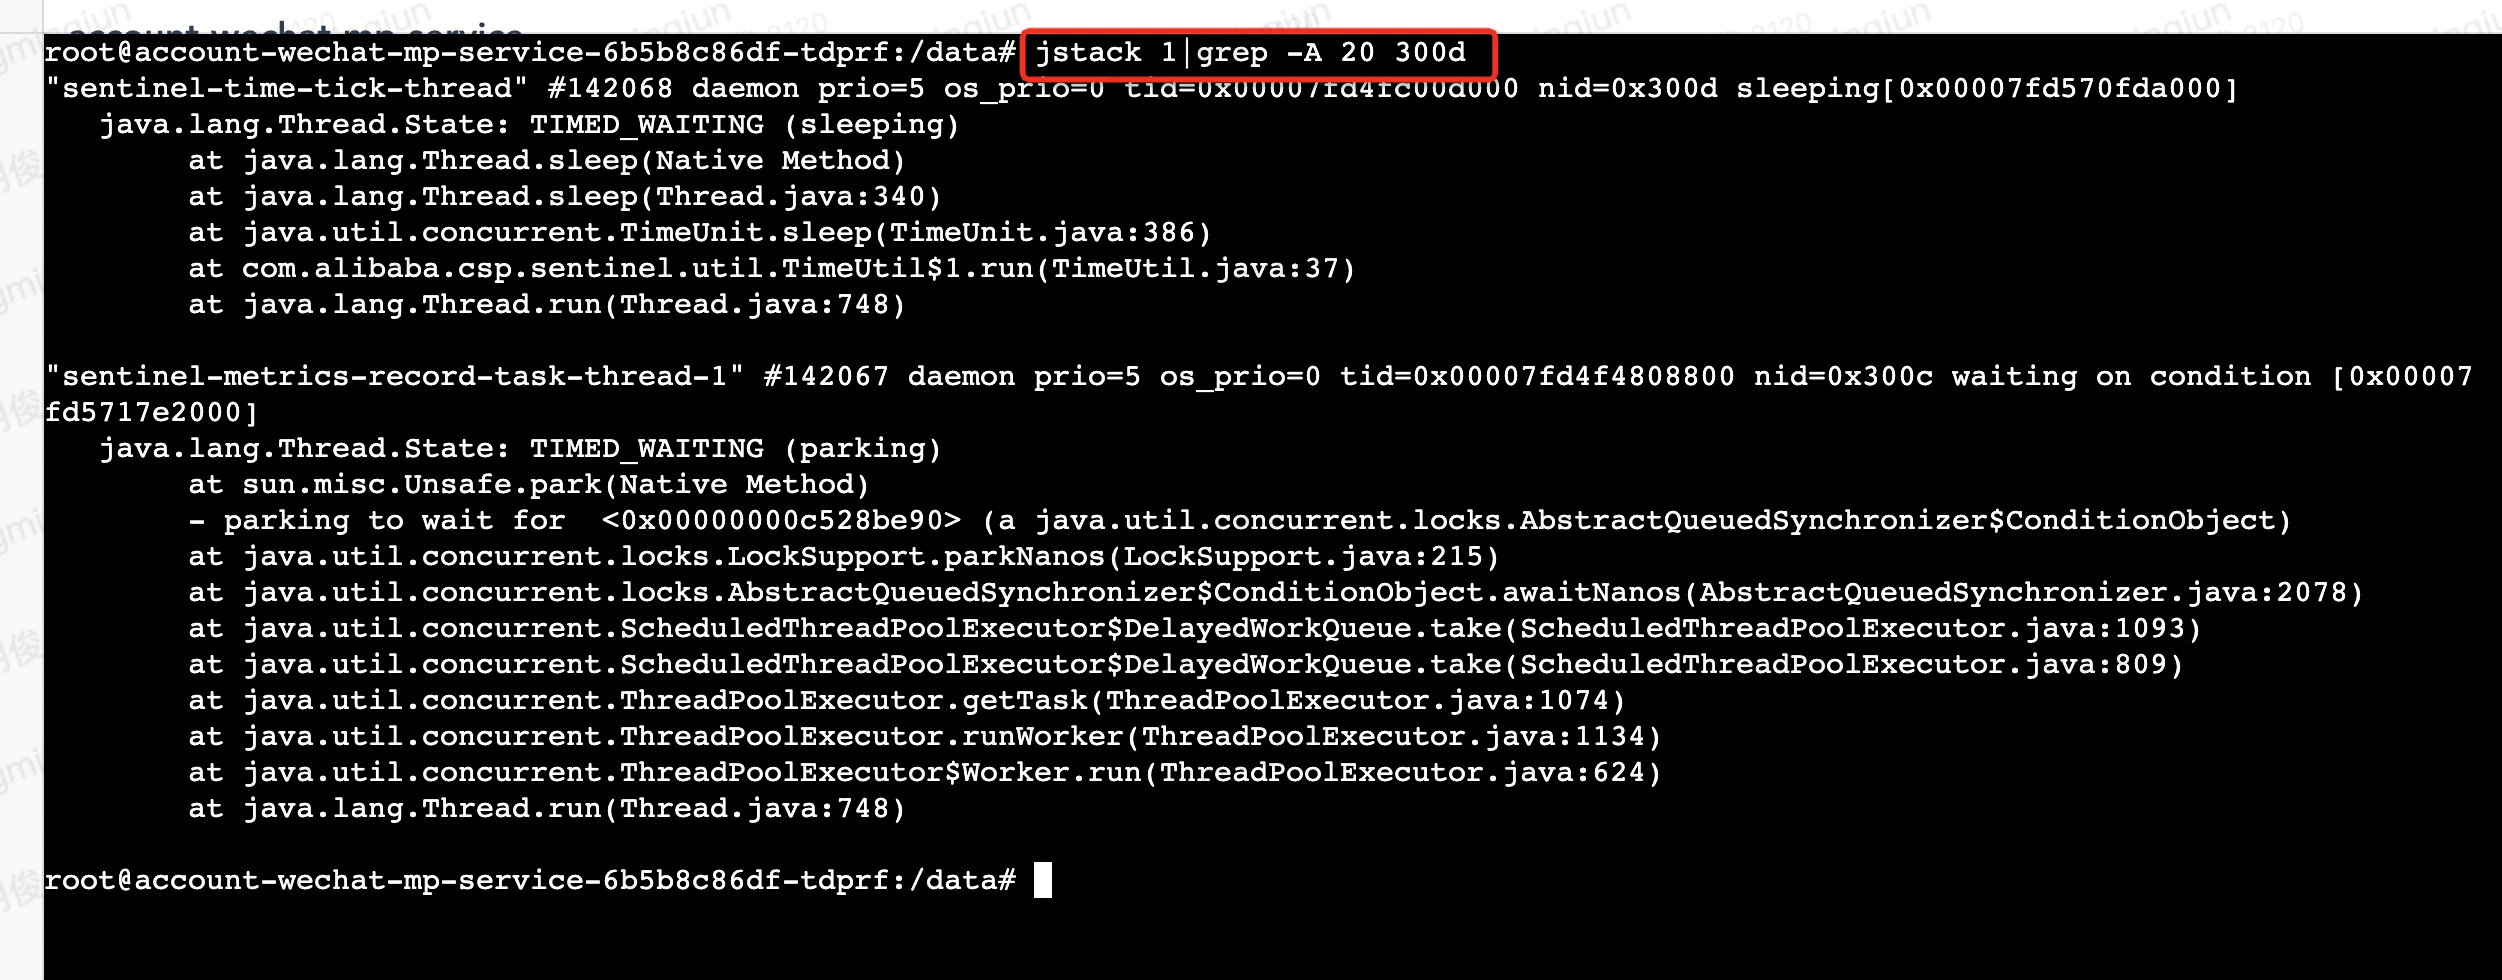 account-wechat-mp-service
root@account-wechat-mp-service-6b5b8c86df-tdprf:/data# jstack 1|grep -A 20 300d
"sentinel-time-tick-thread" #142068 daemon prio=5 os_prio=0 tid=0x00007fd4fc00d000 nid=0x300d sleeping[0x00007fd570fda000]
java.lang.Thread.State: TIMED_WAITING (sleeping)
at java.lang.Thread.sleep(Native Method)
at java.lang.Thread.sleep(Thread.java:340)
at java.util.concurrent.TimeUnit.sleep(TimeUnit.java:386)
at com.alibaba.csp.sentinel.util.TimeUtil$1.run(TimeUtil.java:37)
at java.lang.Thread.run(Thread.java:748)
"sentinel-metrics-record-task-thread-1" #142067 daemon prio=5 os_prio=0 tid=0x00007fd4f4808800 nid=0x300c waiting on condition [0x00007
fd5717e2000]
java.lang.Thread.State: TIMED_WAITING (parking)
at sun.misc.Unsafe.park(Native Method)
- parking to wait for  <0x00000000c528be90> (a java.util.concurrent.locks.AbstractQueuedSynchronizer$ConditionObject)
at java.util.concurrent.locks.LockSupport.parkNanos(LockSupport.java:215)
at java.util.concurrent.locks.AbstractQueuedSynchronizer$ConditionObject.awaitNanos(AbstractQueuedSynchronizer.java:2078)
at java.util.concurrent.ScheduledThreadPoolExecutor$DelayedWorkQueue.take(ScheduledThreadPoolExecutor.java:1093)
at java.util.concurrent.ScheduledThreadPoolExecutor$DelayedWorkQueue.take(ScheduledThreadPoolExecutor.java:809)
at java.util.concurrent.ThreadPoolExecutor.getTask(ThreadPoolExecutor.java:1074)
at java.util.concurrent.ThreadPoolExecutor.runWorker(ThreadPoolExecutor.java:1134)
at java.util.concurrent.ThreadPoolExecutor$Worker.run(ThreadPoolExecutor.java:624)
at java.lang.Thread.run(Thread.java:748)
root@account-wechat-mp-service-6b5b8c86df-tdprf:/data#